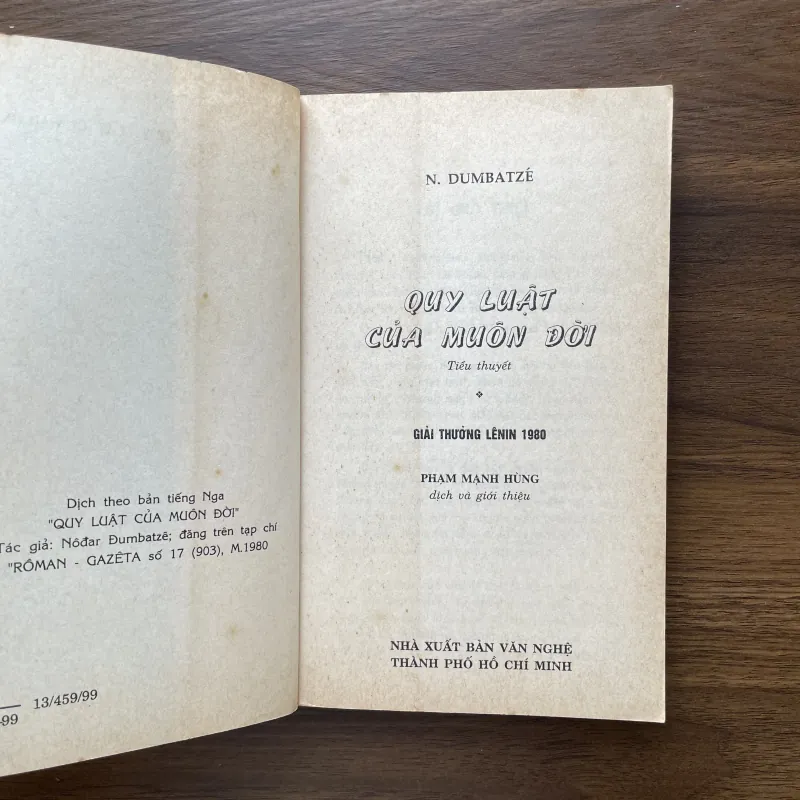 Dịch theo bản tiếng Nga
"QUY LUẬT CỦA MUÔN ĐỜI"
Tác giả: Nôđar Đumbatzê; đăng trên tạp chí
"RÔMAN - GAZÊTA số 17 (903), M.1980
13/459/99
-99
N. DUMBATZÉ
QUY LUẬT
CỦA MUÔN ĐỜI
Tiểu thuyết
GIẢI THƯỞNG LÊNIN 1980
PHẠM MẠNH HÙNG
dịch và giới thiệu
NHÀ XUẤT BẢN VĂN NGHỆ
THÀNH PHỐ HỒ CHÍ MINH